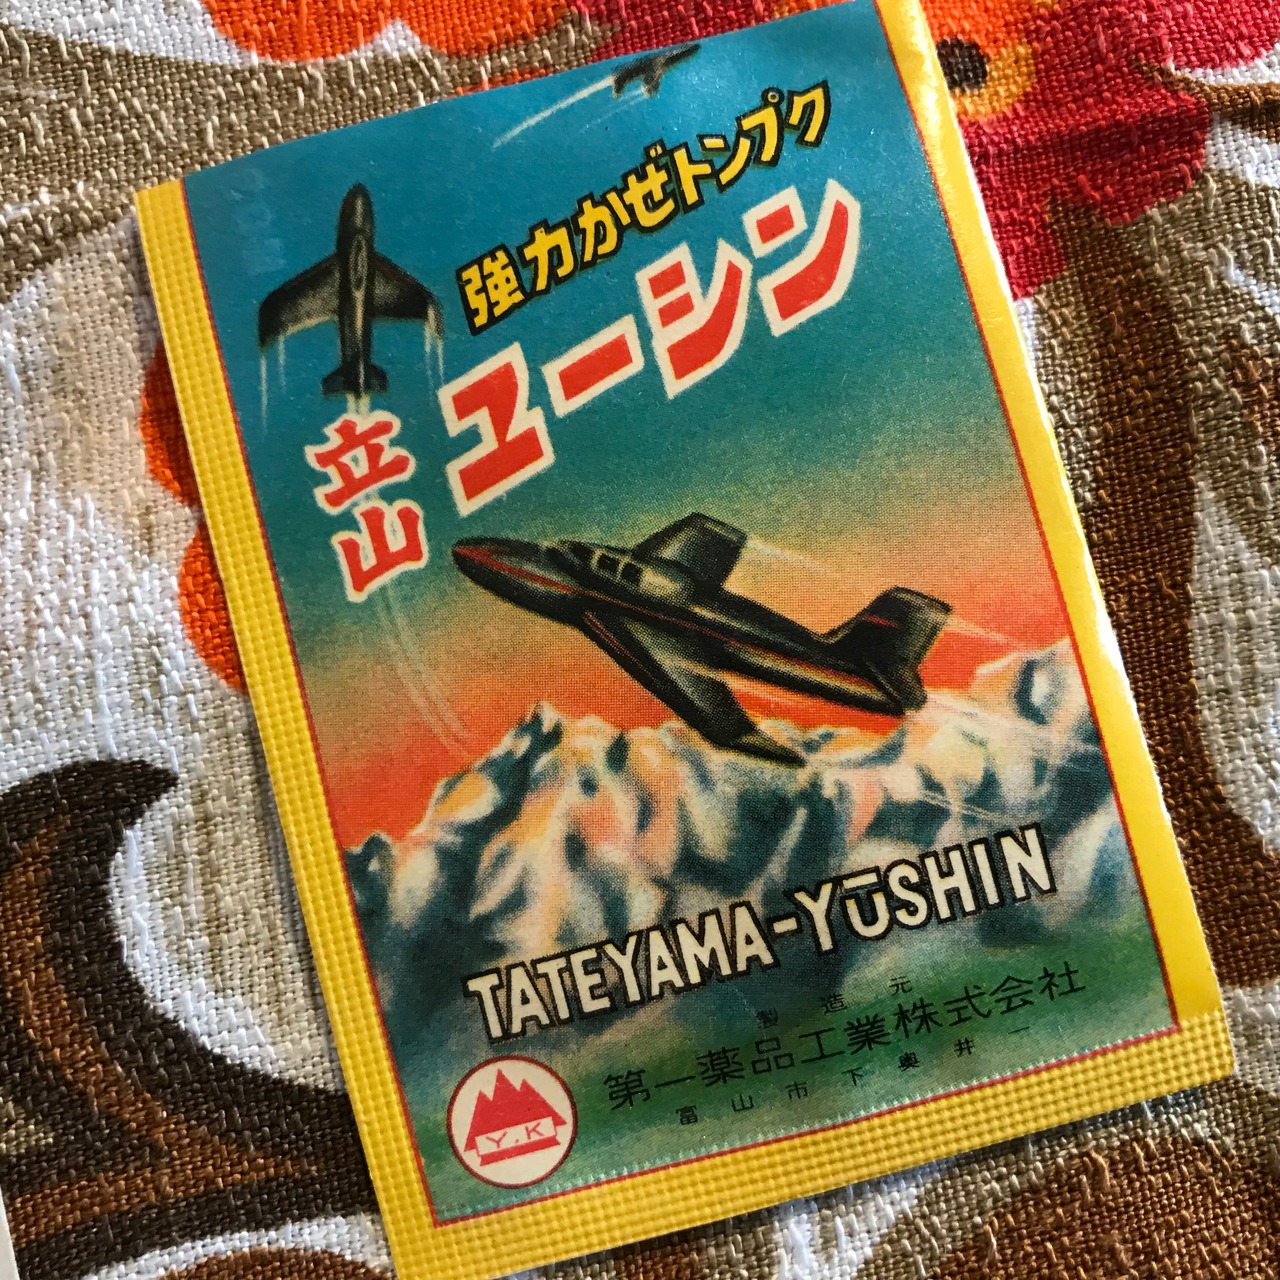 強力かぜトンプク
ユーシン
立山
TATEYAMA-YŪSHIN
製造元
第一薬品工業株式会社
富山市下奥井一
Y.K